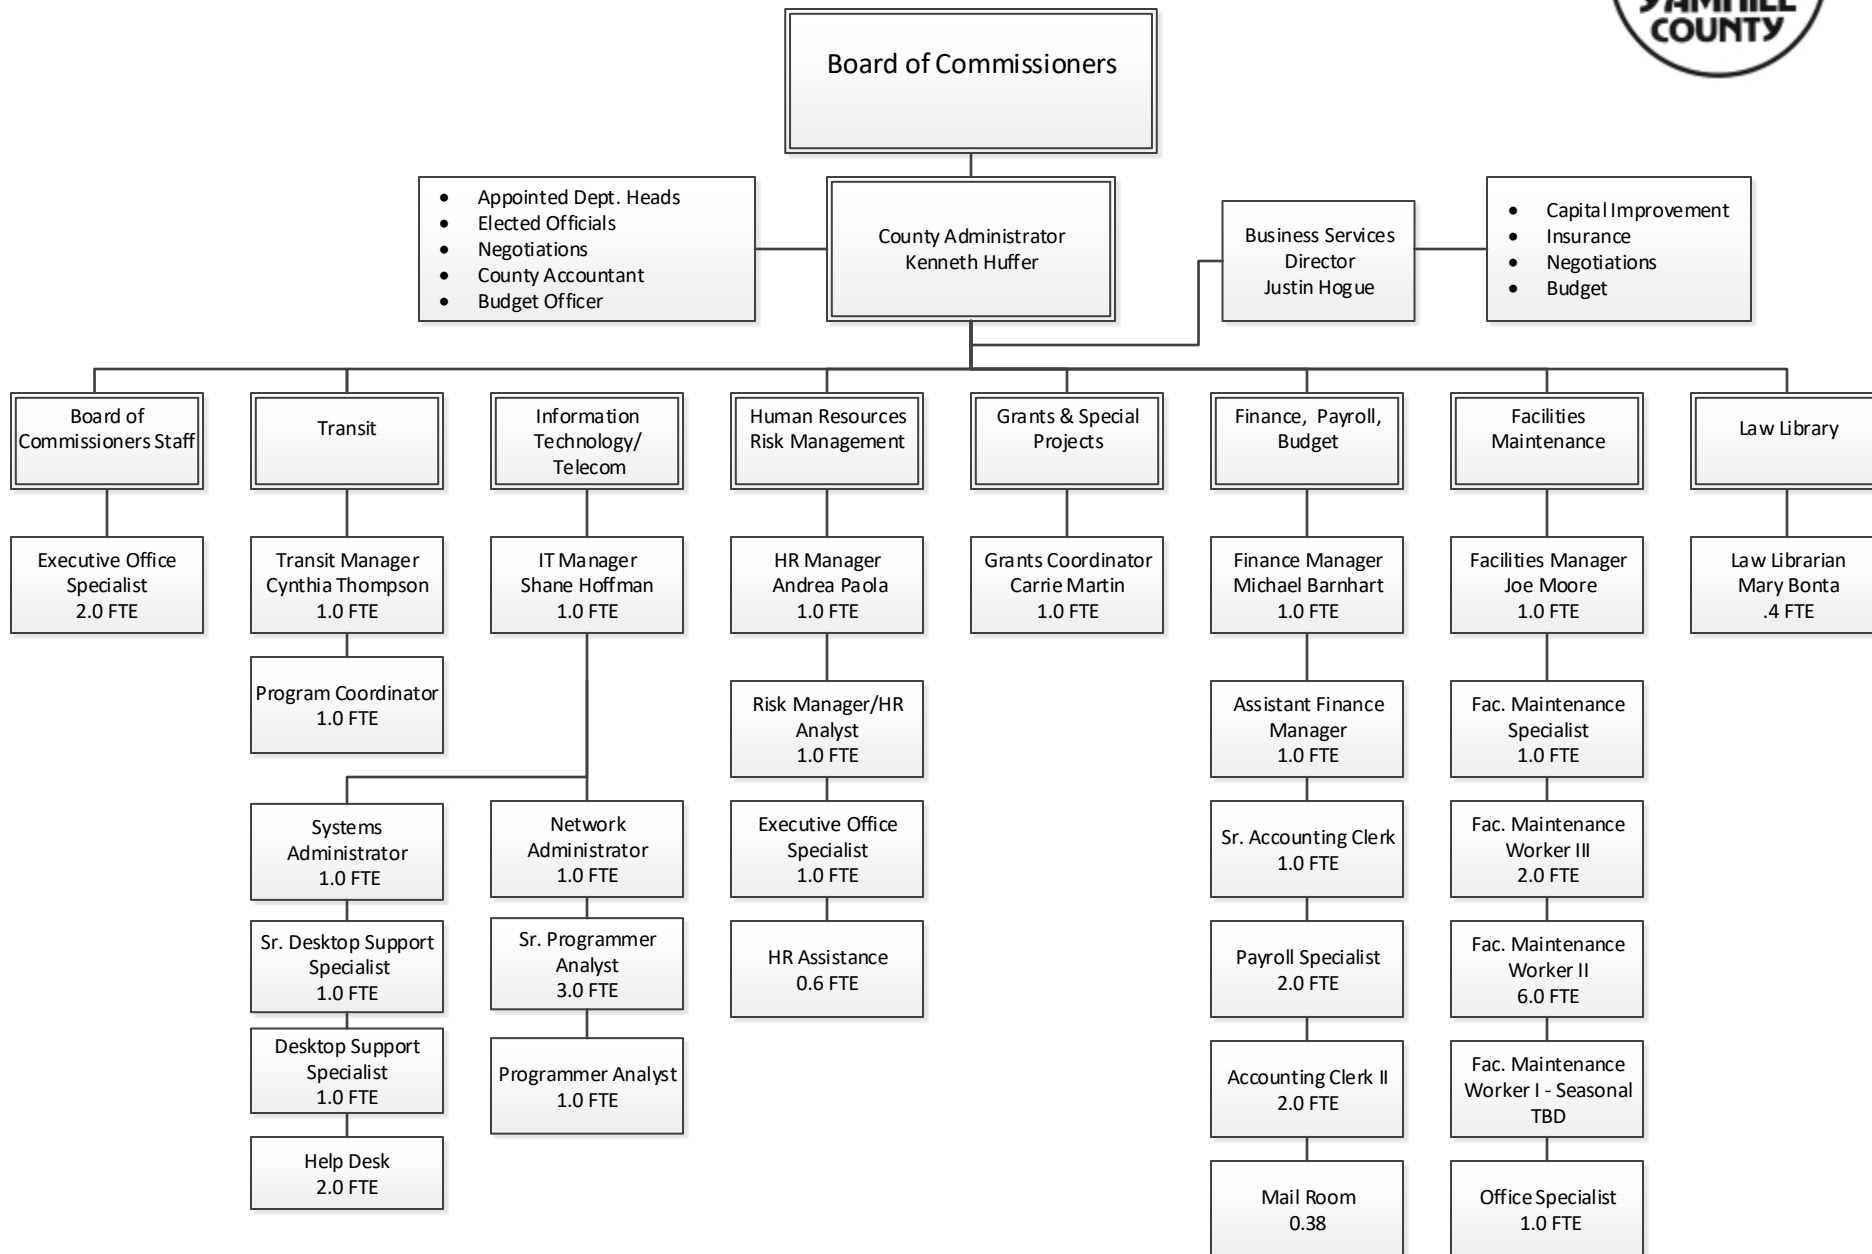 YAMHILL
COUNTY
Board of Commissioners
• Appointed Dept. Heads
• Elected Officials
• Negotiations
• County Accountant
• Budget Officer
County Administrator
Kenneth Huffer
Business Services
Director
Justin Hogue
• Capital Improvement
• Insurance
• Negotiations
• Budget
Board of
Commissioners Staff
Transit
Information
Technology/
Telecom
Human Resources
Risk Management
Grants & Special
Projects
Finance, Payroll,
Budget
Facilities
Maintenance
Law Library
Executive Office
Specialist
2.0 FTE
Transit Manager
Cynthia Thompson
1.0 FTE
IT Manager
Shane Hoffman
1.0 FTE
HR Manager
Andrea Paola
1.0 FTE
Grants Coordinator
Carrie Martin
1.0 FTE
Finance Manager
Michael Barnhart
1.0 FTE
Facilities Manager
Joe Moore
1.0 FTE
Law Librarian
Mary Bonta
.4 FTE
Program Coordinator
1.0 FTE
Risk Manager/HR
Analyst
1.0 FTE
Assistant Finance
Manager
1.0 FTE
Fac. Maintenance
Specialist
1.0 FTE
Systems
Administrator
1.0 FTE
Network
Administrator
1.0 FTE
Executive Office
Specialist
1.0 FTE
Sr. Accounting Clerk
1.0 FTE
Fac. Maintenance
Worker III
2.0 FTE
Sr. Desktop Support
Specialist
1.0 FTE
Sr. Programmer
Analyst
3.0 FTE
HR Assistance
0.6 FTE
Payroll Specialist
2.0 FTE
Fac. Maintenance
Worker II
6.0 FTE
Desktop Support
Specialist
1.0 FTE
Programmer Analyst
1.0 FTE
Accounting Clerk II
2.0 FTE
Fac. Maintenance
Worker I - Seasonal
TBD
Help Desk
2.0 FTE
Mail Room
0.38
Office Specialist
1.0 FTE